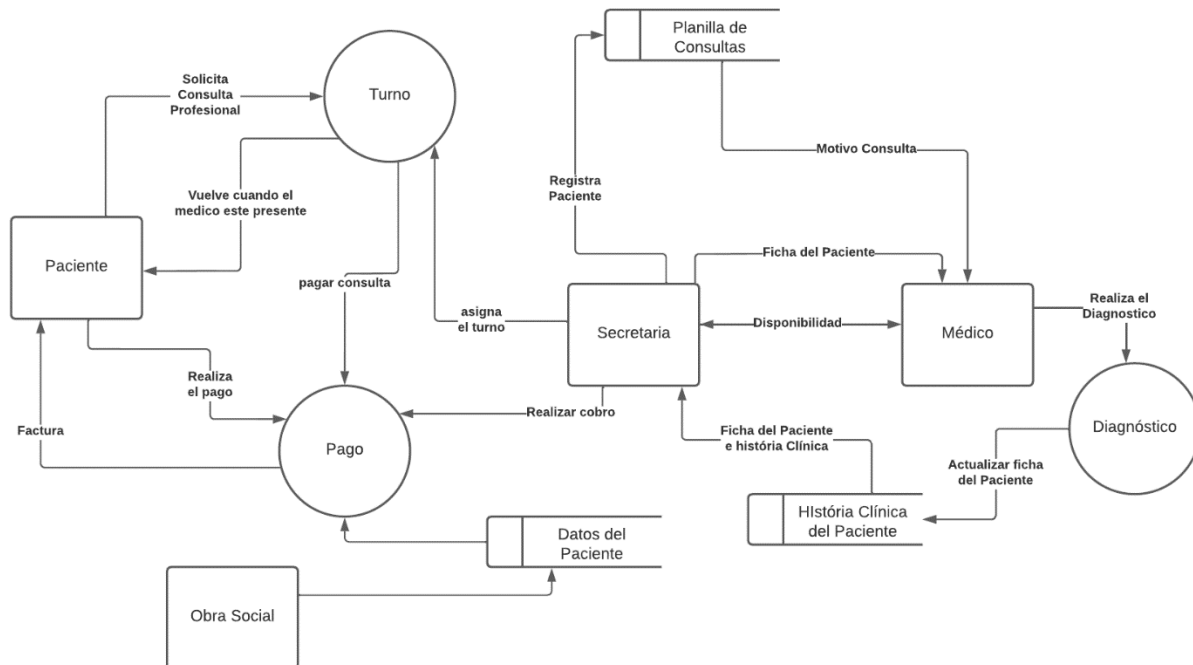 Planilla de
Consultas
Solicita
Consulta
Profesional
Turno
Motivo Consulta
Registra
Paciente
Vuelve cuando el
medico este presente
Paciente
Ficha del Paciente
pagar consulta
asigna
el turno
Secretaria
Disponibilidad
Médico
Realiza el
Diagnostico
Realiza
el pago
Realizar cobro
Factura
Pago
Ficha del Paciente
e história Clínica
Diagnóstico
Actualizar ficha
del Paciente
HIstória Clínica
del Paciente
Datos del
Paciente
Obra Social